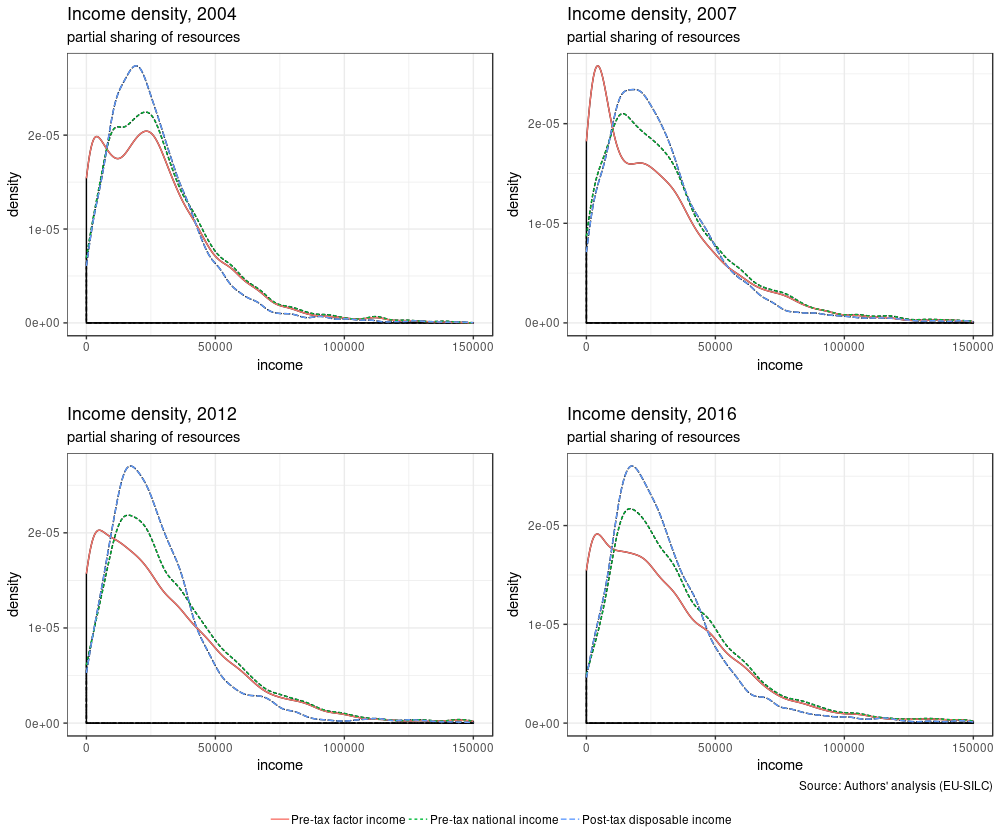 Income density, 2004
partial sharing of resources
density
2e-05
1e-05
0e+00
0 50000 100000 150000
income
Income density, 2007
partial sharing of resources
density
2e-05
1e-05
0e+00
0 50000 100000 150000
income
Income density, 2012
partial sharing of resources
density
2e-05
1e-05
0e+00
0 50000 100000 150000
income
Income density, 2016
partial sharing of resources
density
2e-05
1e-05
0e+00
0 50000 100000 150000
income
Source: Authors' analysis (EU-SILC)
Pre-tax factor income Pre-tax national income Post-tax disposable income